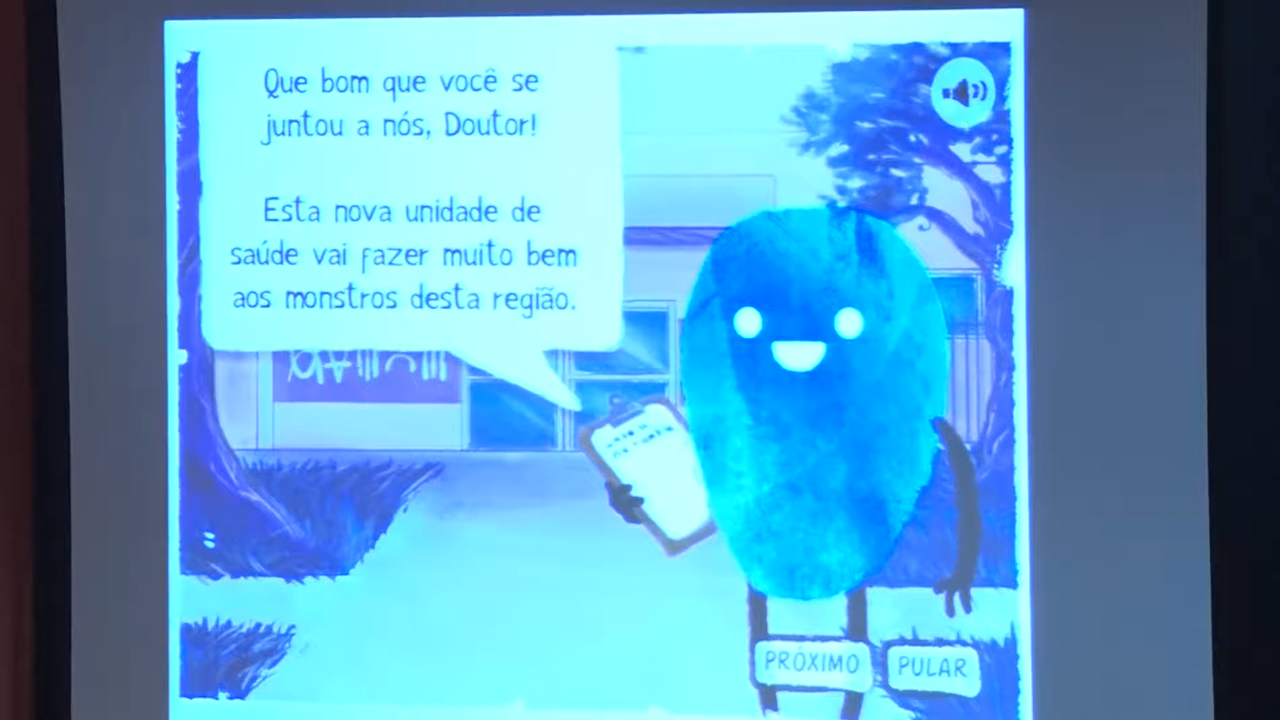 Que bom que você se
juntou a nós, Doutor!
Esta nova unidade de
saúde vai fazer muito bem
aos monstros desta região.
PRÓXIMO
PULAR